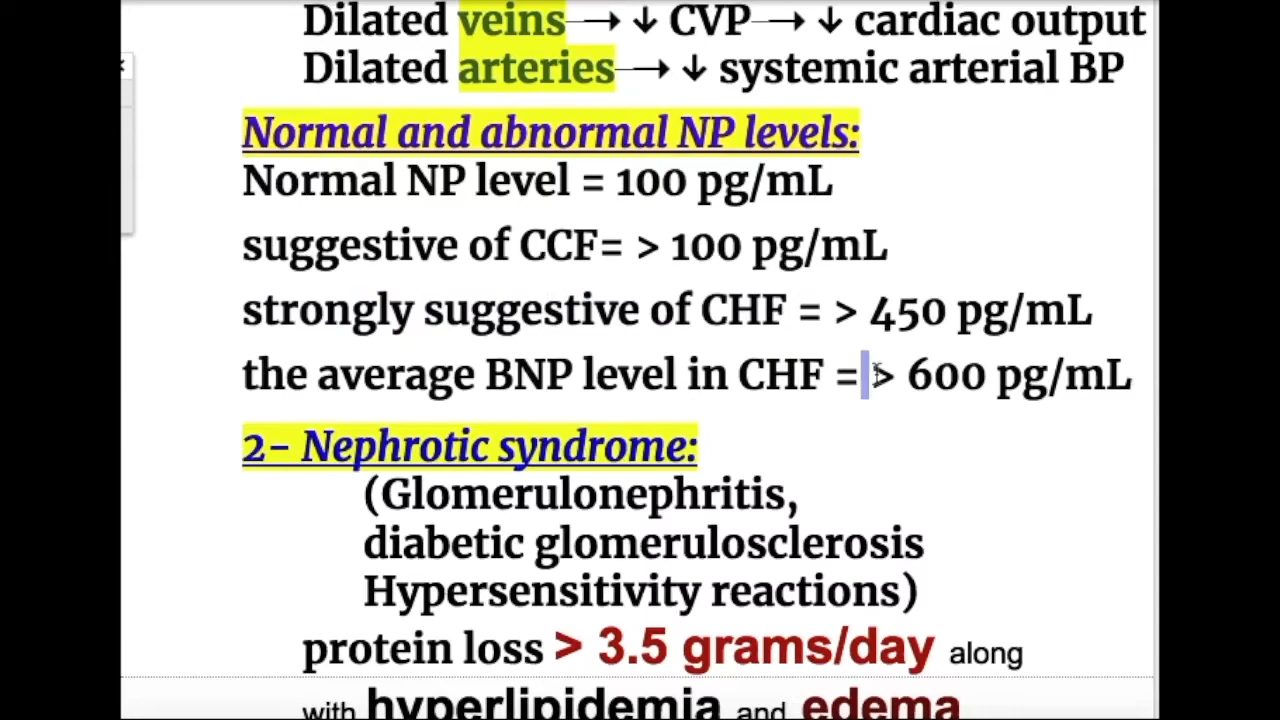 Dilated veins → ↓ CVP → ↓ cardiac output
Dilated arteries → ↓ systemic arterial BP
Normal and abnormal NP levels:
Normal NP level = 100 pg/mL
suggestive of CCF= > 100 pg/mL
strongly suggestive of CHF = > 450 pg/mL
the average BNP level in CHF = > 600 pg/mL
2- Nephrotic syndrome:
(Glomerulonephritis,
diabetic glomerulosclerosis
Hypersensitivity reactions)
protein loss > 3.5 grams/day along
with hyperlipidemia and edema